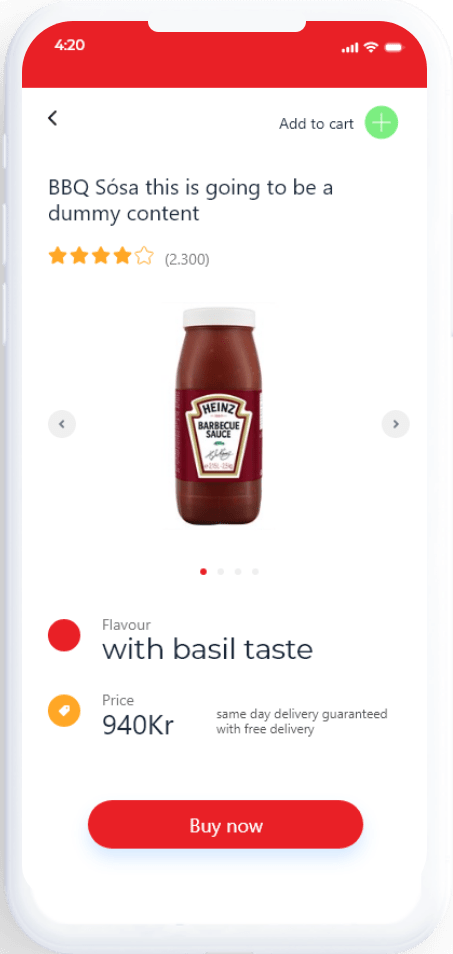 4:20
Add to cart
BBQ Sósa this is going to be a
dummy content
(2.300)
HEINZ
BARBECUE
SAUCE
Flavour
with basil taste
Price
940Kr
same day delivery guaranteed
with free delivery
Buy now